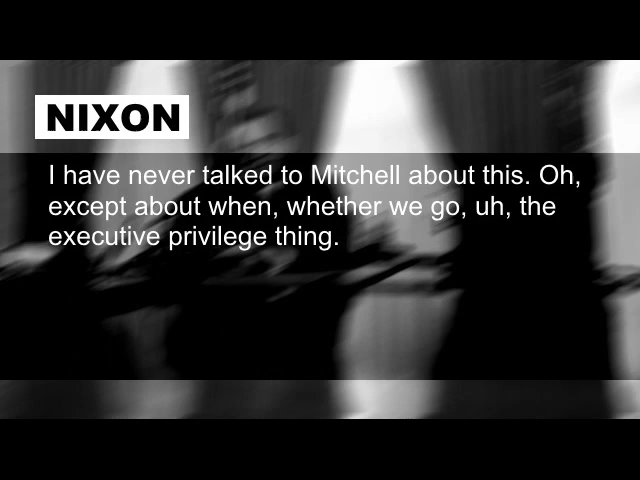 NIXON
I have never talked to Mitchell about this. Oh,
except about when, whether we go, uh, the
executive privilege thing.